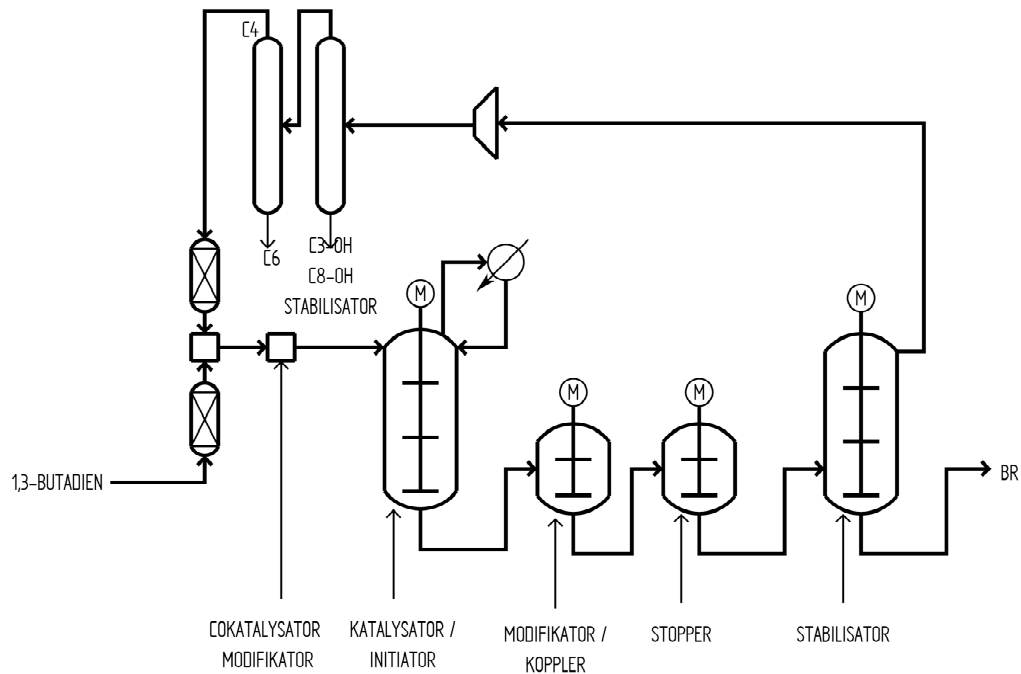 C4
C6
C3-OH
C8-OH
STABILISATOR
M
M
M
M
1,3-BUTADIEN
BR
COKATALYSATOR
MODIFIKATOR
KATALYSATOR /
INITIATOR
MODIFIKATOR /
KOPPLER
STOPPER
STABILISATOR